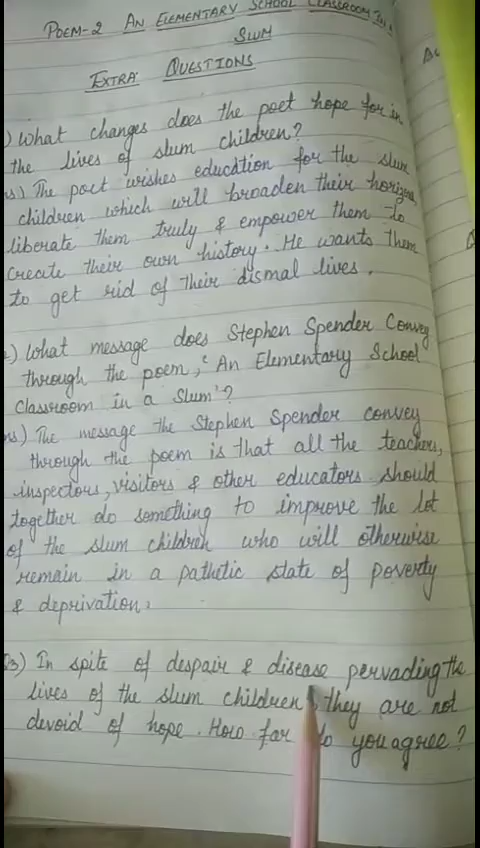 POEM-2 AN ELEMENTARY SCHOOL CLASSROOM IN A
SLUM
EXTRA QUESTIONS
) What changes does the poet hope for in
the lives of slum children?
ns) The poet wishes education for the slum
children which will broaden their horizons,
liberate them truly & empower them to
create their own history. He wants them
to get rid of their dismal lives.
) What message does Stephen Spender Convey
through the poem, 'An Elementary School
Classroom in a Slum'?
ns) The message the Stephen Spender convey
through the poem is that all the teachers,
inspectors, visitors & other educators should
together do something to improve the lot
of the slum children who will otherwise
remain in a pathetic state of poverty
& deprivation.
Q3) In spite of despair & disease pervading the
lives of the slum children, they are not
devoid of hope. How far do you agree?